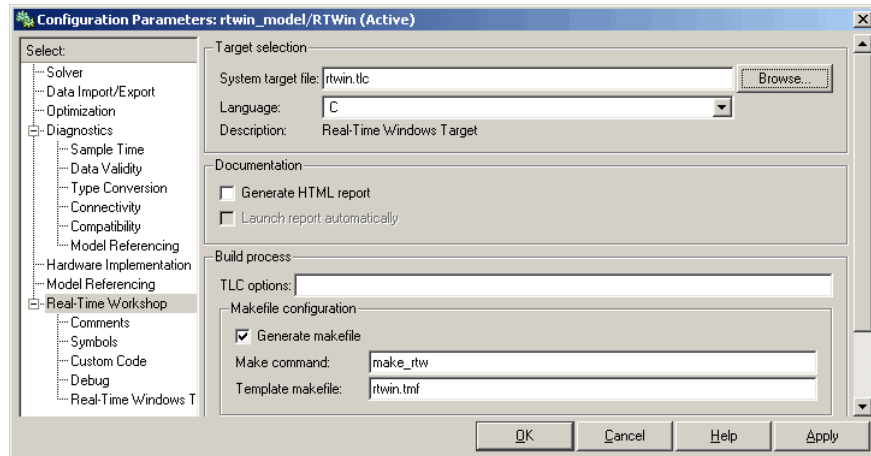 Configuration Parameters: rtwin_model/RTWin (Active)
Select:
Solver
Data Import/Export
Optimization
Diagnostics
Sample Time
Data Validity
Type Conversion
Connectivity
Compatibility
Model Referencing
Hardware Implementation
Model Referencing
Real-Time Workshop
Comments
Symbols
Custom Code
Debug
Real-Time Windows T
Target selection
System target file: rtwin.tlc Browse...
Language: C
Description: Real-Time Windows Target
Documentation
Generate HTML report
Launch report automatically
Build process
TLC options:
Makefile configuration
Generate makefile
Make command: make_rtw
Template makefile: rtwin.tmf
OK Cancel Help Apply